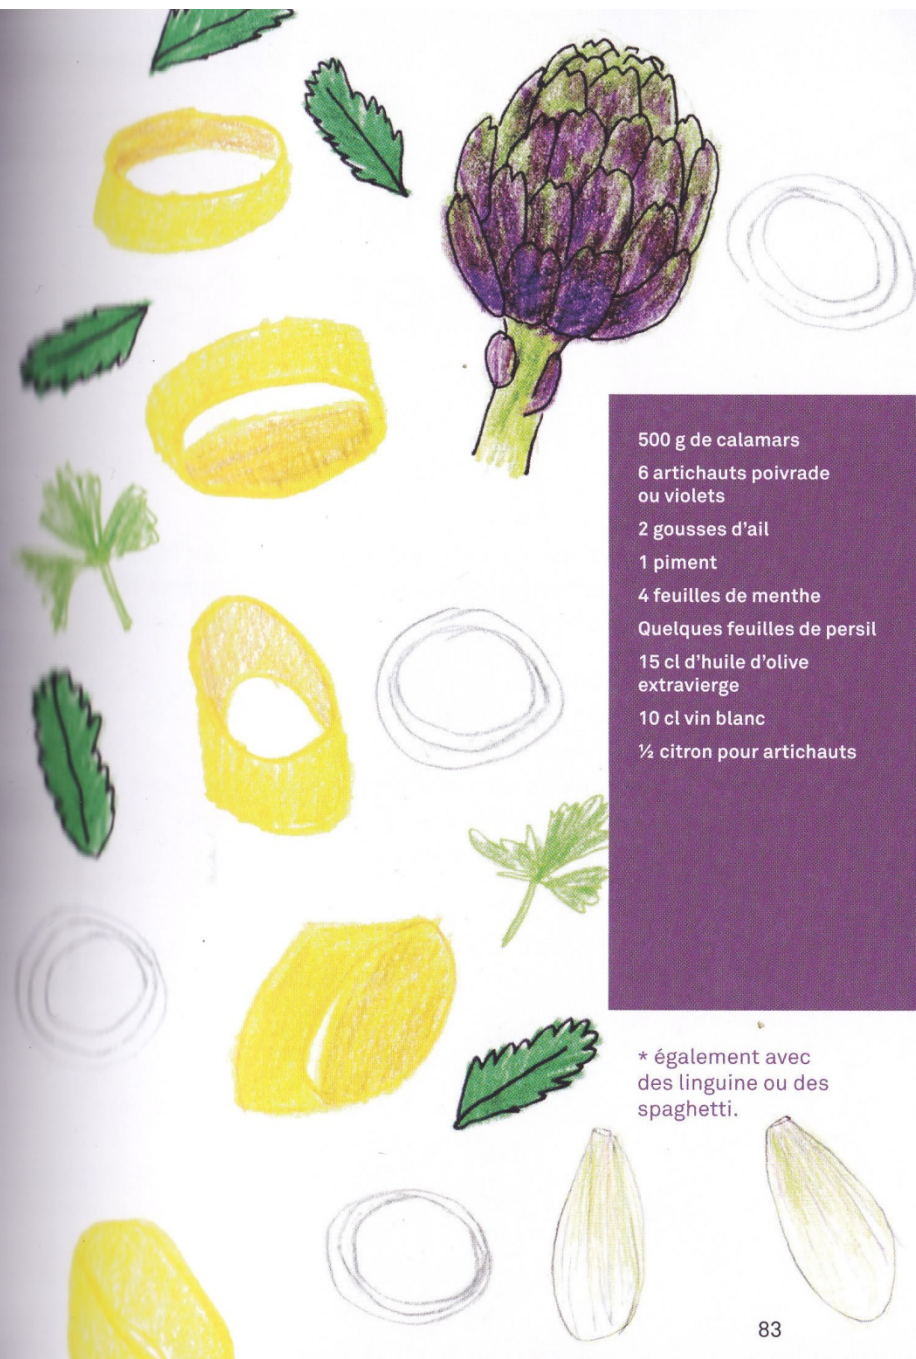 500 g de calamars
6 artichauts poivrade
ou violets
2 gousses d'ail
1 piment
4 feuilles de menthe
Quelques feuilles de persil
15 cl d'huile d'olive
extravierge
10 cl vin blanc
½ citron pour artichauts
* également avec
des linguine ou des
spaghetti.
83